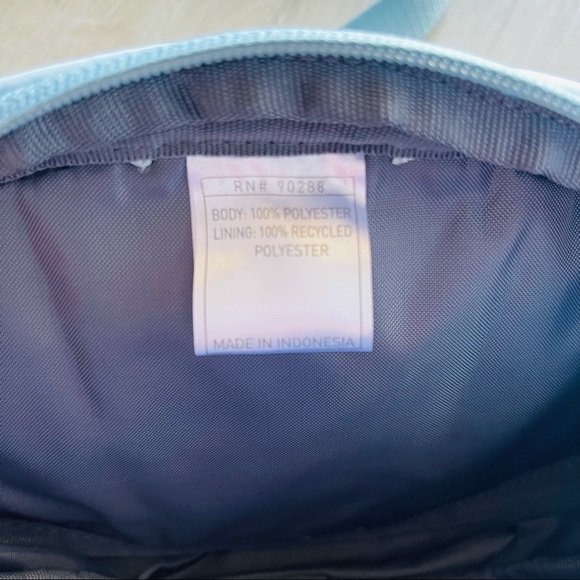 RN# 90288
BODY: 100% POLYESTER
LINING: 100% RECYCLED
POLYESTER
MADE IN INDONESIA